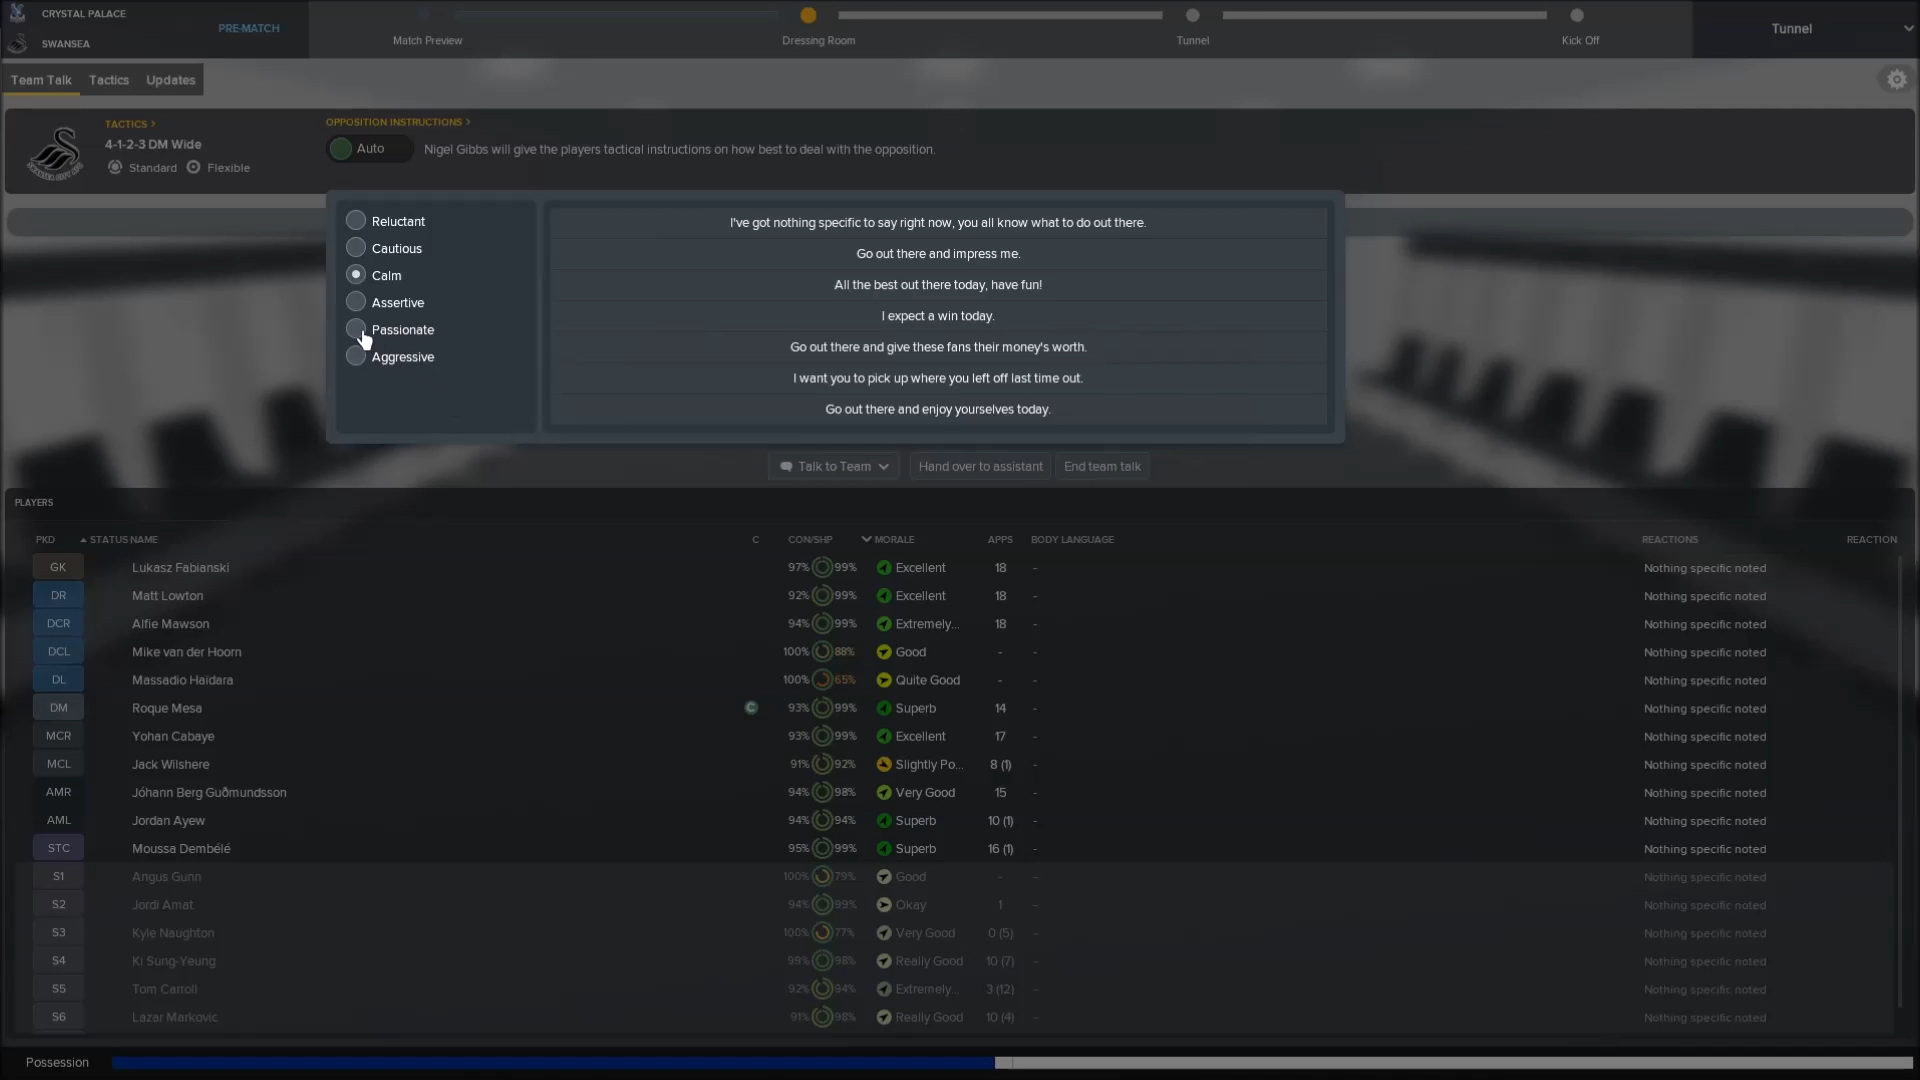 CRYSTAL PALACE
SWANSEA
PRE-MATCH
Match Preview
Dressing Room
Tunnel
Kick Off
Tunnel
Team Talk Tactics Updates
TACTICS >
4-1-2-3 DM Wide
Standard Flexible
OPPOSITION INSTRUCTIONS >
Auto
Nigel Gibbs will give the players tactical instructions on how best to deal with the opposition.
Reluctant
Cautious
Calm
Assertive
Passionate
Aggressive
I've got nothing specific to say right now, you all know what to do out there.
Go out there and impress me.
All the best out there today, have fun!
I expect a win today.
Go out there and give these fans their money's worth.
I want you to pick up where you left off last time out.
Go out there and enjoy yourselves today.
Talk to Team Hand over to assistant End team talk
PLAYERS
PKD STATUS NAME C CON/SHP MORALE APPS BODY LANGUAGE REACTIONS REACTION
GK Lukasz Fabianski 97% 99% Excellent 18 - Nothing specific noted
DR Matt Lowton 92% 99% Excellent 18 - Nothing specific noted
DCR Alfie Mawson 94% 99% Extremely... 18 - Nothing specific noted
DCL Mike van der Hoorn 100% 88% Good - - Nothing specific noted
DL Massadio Haidara 100% 65% Quite Good - - Nothing specific noted
DM Roque Mesa C 93% 99% Superb 14 - Nothing specific noted
MCR Yohan Cabaye 93% 99% Excellent 17 - Nothing specific noted
MCL Jack Wilshere 91% 92% Slightly Po... 8 (1) - Nothing specific noted
AMR Jóhann Berg Guðmundsson 94% 98% Very Good 15 - Nothing specific noted
AML Jordan Ayew 94% 94% Superb 10 (1) - Nothing specific noted
STC Moussa Dembélé 95% 99% Superb 16 (1) - Nothing specific noted
S1 Angus Gunn 100% 79% Good - - Nothing specific noted
S2 Jordi Amat 94% 99% Okay 1 - Nothing specific noted
S3 Kyle Naughton 100% 77% Very Good 0 (5) - Nothing specific noted
S4 Ki Sung-Yeung 99% 98% Really Good 10 (7) - Nothing specific noted
S5 Tom Carroll 92% 94% Extremely... 3 (12) - Nothing specific noted
S6 Lazar Markovic 91% 98% Really Good 10 (4) - Nothing specific noted
Possession